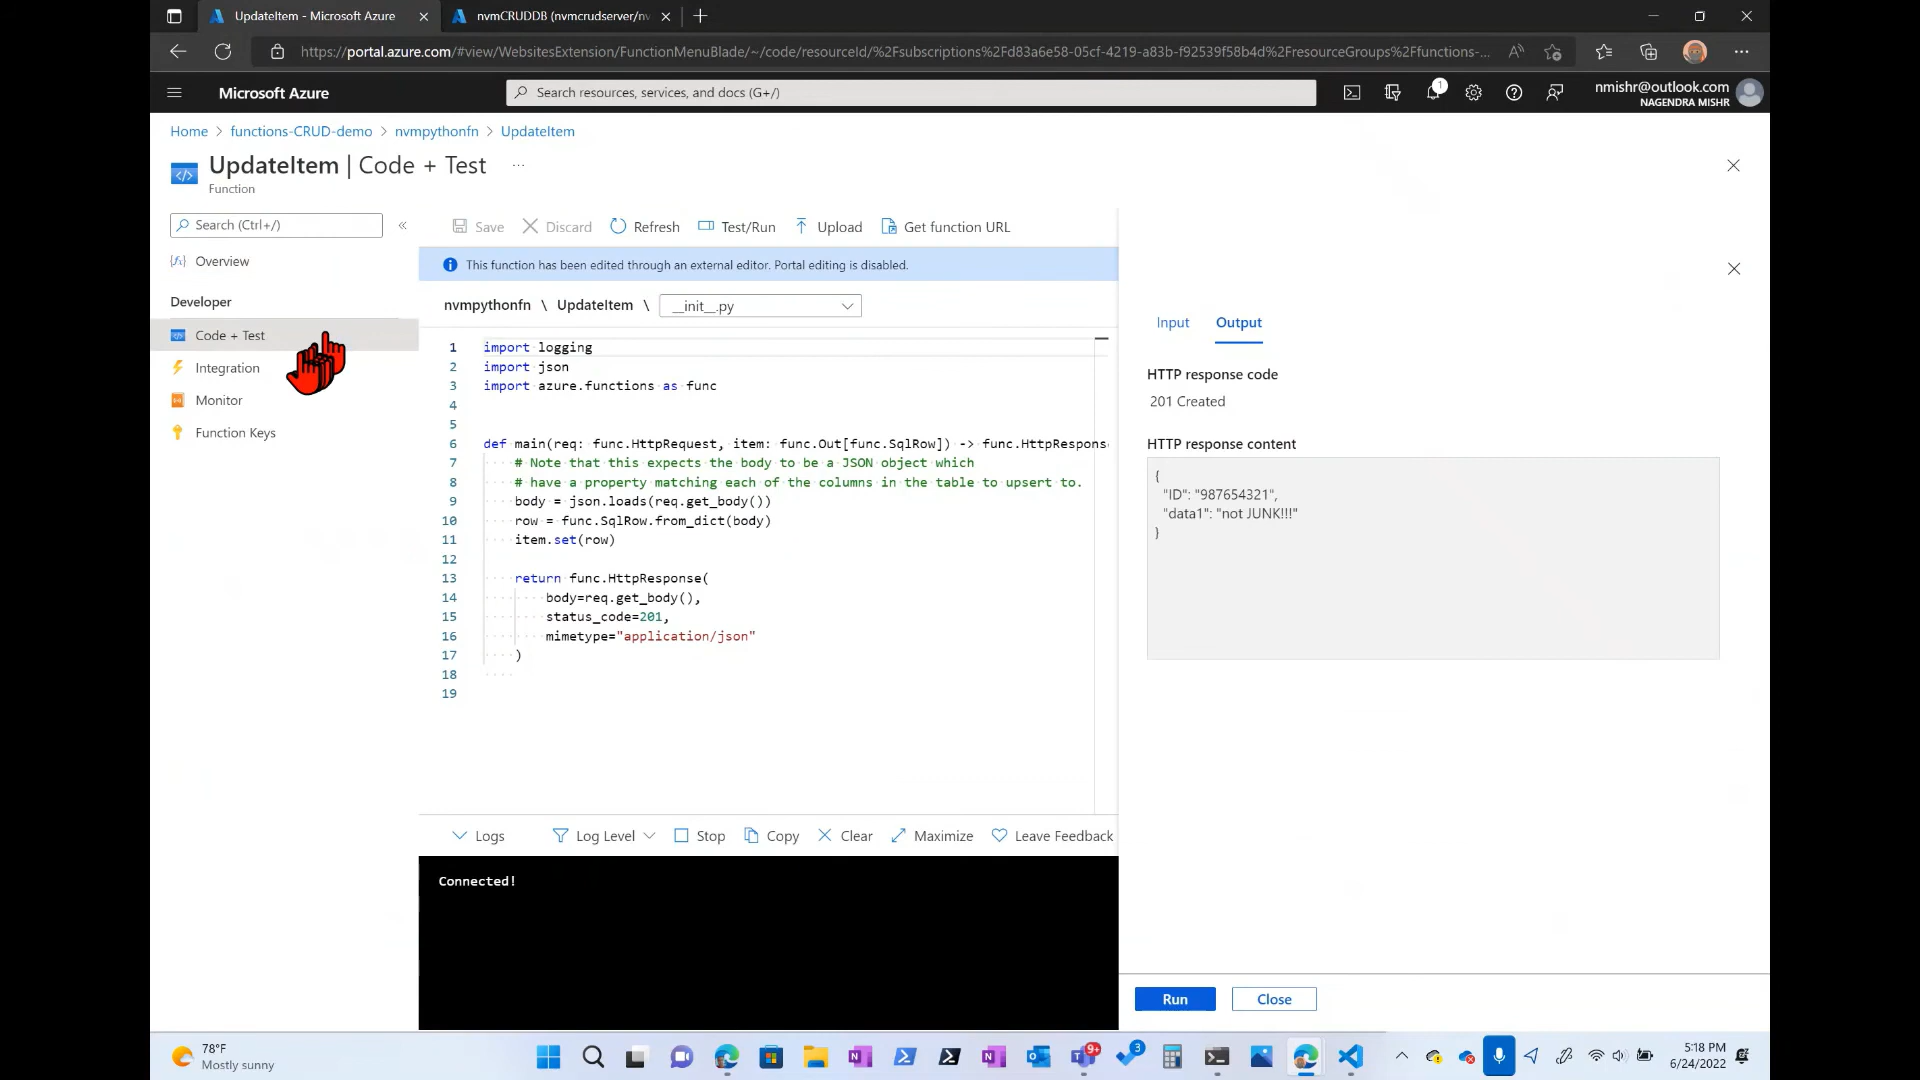 UpdateItem - Microsoft Azure
nvmCRUDDB (nvmcrudserver/nv
https://portal.azure.com/#view/WebsitesExtension/FunctionMenuBlade/~/code/resourceId/%2Fsubscriptions%2Fd83a6e58-05cf-4219-a83b-f92539f58b4d%2FresourceGroups%2Ffunctions-...
Microsoft Azure
Search resources, services, and docs (G+/)
1
nmishr@outlook.com
NAGENDRA MISHR
Home > functions-CRUD-demo > nvmpythonfn > UpdateItem
UpdateItem | Code + Test ...
Function
Search (Ctrl+/)
«
Overview
Developer
Code + Test
Integration
Monitor
Function Keys
Save
Discard
Refresh
Test/Run
Upload
Get function URL
This function has been edited through an external editor. Portal editing is disabled.
nvmpythonfn \ UpdateItem \ __init__.py
1 import logging
2 import json
3 import azure.functions as func
4
5
6 def main(req: func.HttpRequest, item: func.Out[func.SqlRow]) -> func.HttpResponse
7 # Note that this expects the body to be a JSON object which
8 # have a property matching each of the columns in the table to upsert to.
9 body = json.loads(req.get_body())
10 row = func.SqlRow.from_dict(body)
11 item.set(row)
12
13 return func.HttpResponse(
14 body=req.get_body(),
15 status_code=201,
16 mimetype="application/json"
17 )
18
19
Logs
Log Level
Stop
Copy
Clear
Maximize
Leave Feedback
Connected!
Input
Output
HTTP response code
201 Created
HTTP response content
{
"ID": "987654321",
"data1": "not JUNK!!!"
}
Run
Close
78°F
Mostly sunny
9+
3
5:18 PM
6/24/2022